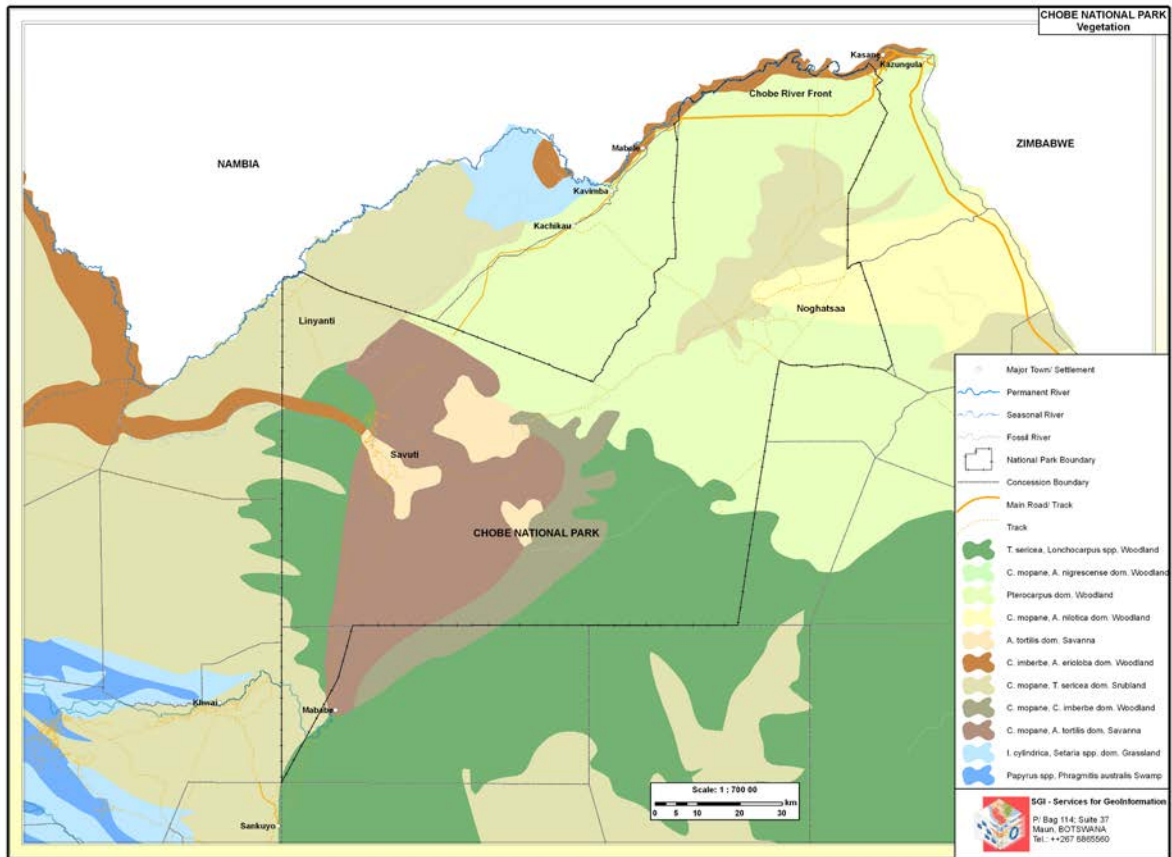 CHOBE NATIONAL PARK
Vegetation
Kasane
Kazungula
Chobe River Front
ZIMBABWE
NAMBIA
Mabele
Kavimba
Kachikau
Noghatsaa
Linyanti
Savuti
CHOBE NATIONAL PARK
Khwai
Mababe
Sankuyo
Major Town/ Settlement
Permanent River
Seasonal River
Fossil River
National Park Boundary
Concession Boundary
Main Road/ Track
Track
T. sericea, Lonchocarpus spp. Woodland
C. mopane, A. nigrescense dom. Woodland
Pterocarpus dom. Woodland
C. mopane, A. nilotica dom. Woodland
A. tortilis dom. Savanna
C. imberbe, A. erioloba dom. Woodland
C. mopane, T. sericea dom. Srubland
C. mopane, C. imberbe dom. Woodland
C. mopane, A. tortilis dom. Savanna
I. cylindrica, Setaria spp. dom. Grassland
Papyrus spp, Phragmitis australis Swamp
Scale: 1 : 700 00
km
0 5 10 20 30
SGI - Services for GeoInformation
P/ Bag 114; Suite 37
Maun, BOTSWANA
Tel.: ++267 6865560